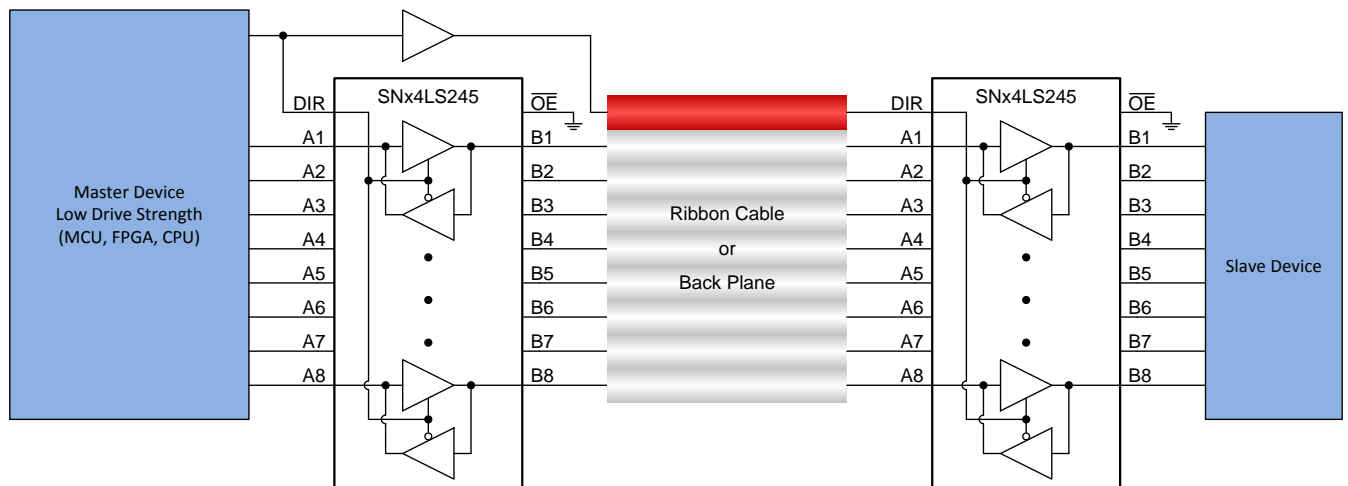 SNx4LS245
SNx4LS245
DIR
OE
DIR
OE
A1
B1
A1
B1
A2
B2
A2
B2
Master Device
Low Drive Strength
(MCU, FPGA, CPU)
A3
B3
Ribbon Cable
or
Back Plane
A3
B3
A4
B4
A4
B4
Slave Device
A5
B5
A5
B5
A6
B6
A6
B6
A7
B7
A7
B7
A8
B8
A8
B8